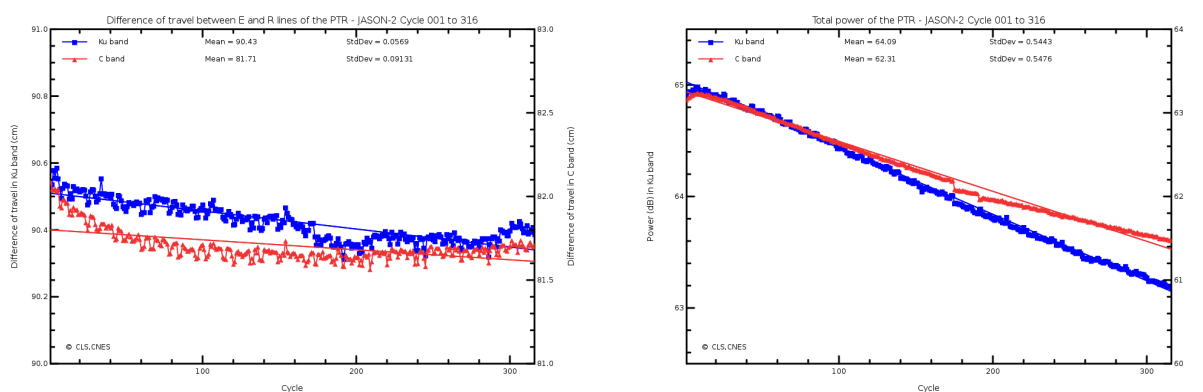 Difference of travel between E and R lines of the PTR - JASON-2 Cycle 001 to 316
91.0
90.8
90.6
90.4
90.2
90.0
Difference of travel in Ku band (cm)
Ku band Mean = 90.43 StdDev = 0.0569
C band Mean = 81.71 StdDev = 0.09131
83.0
82.5
82.0
81.5
81.0
Difference of travel in C band (cm)
© CLS,CNES
100 200 300
Cycle
Total power of the PTR - JASON-2 Cycle 001 to 316
65
64
63
Power (dB) in Ku band
Ku band Mean = 64.09 StdDev = 0.5443
C band Mean = 62.31 StdDev = 0.5476
64
63
62
61
60
© CLS,CNES
100 200 300
Cycle